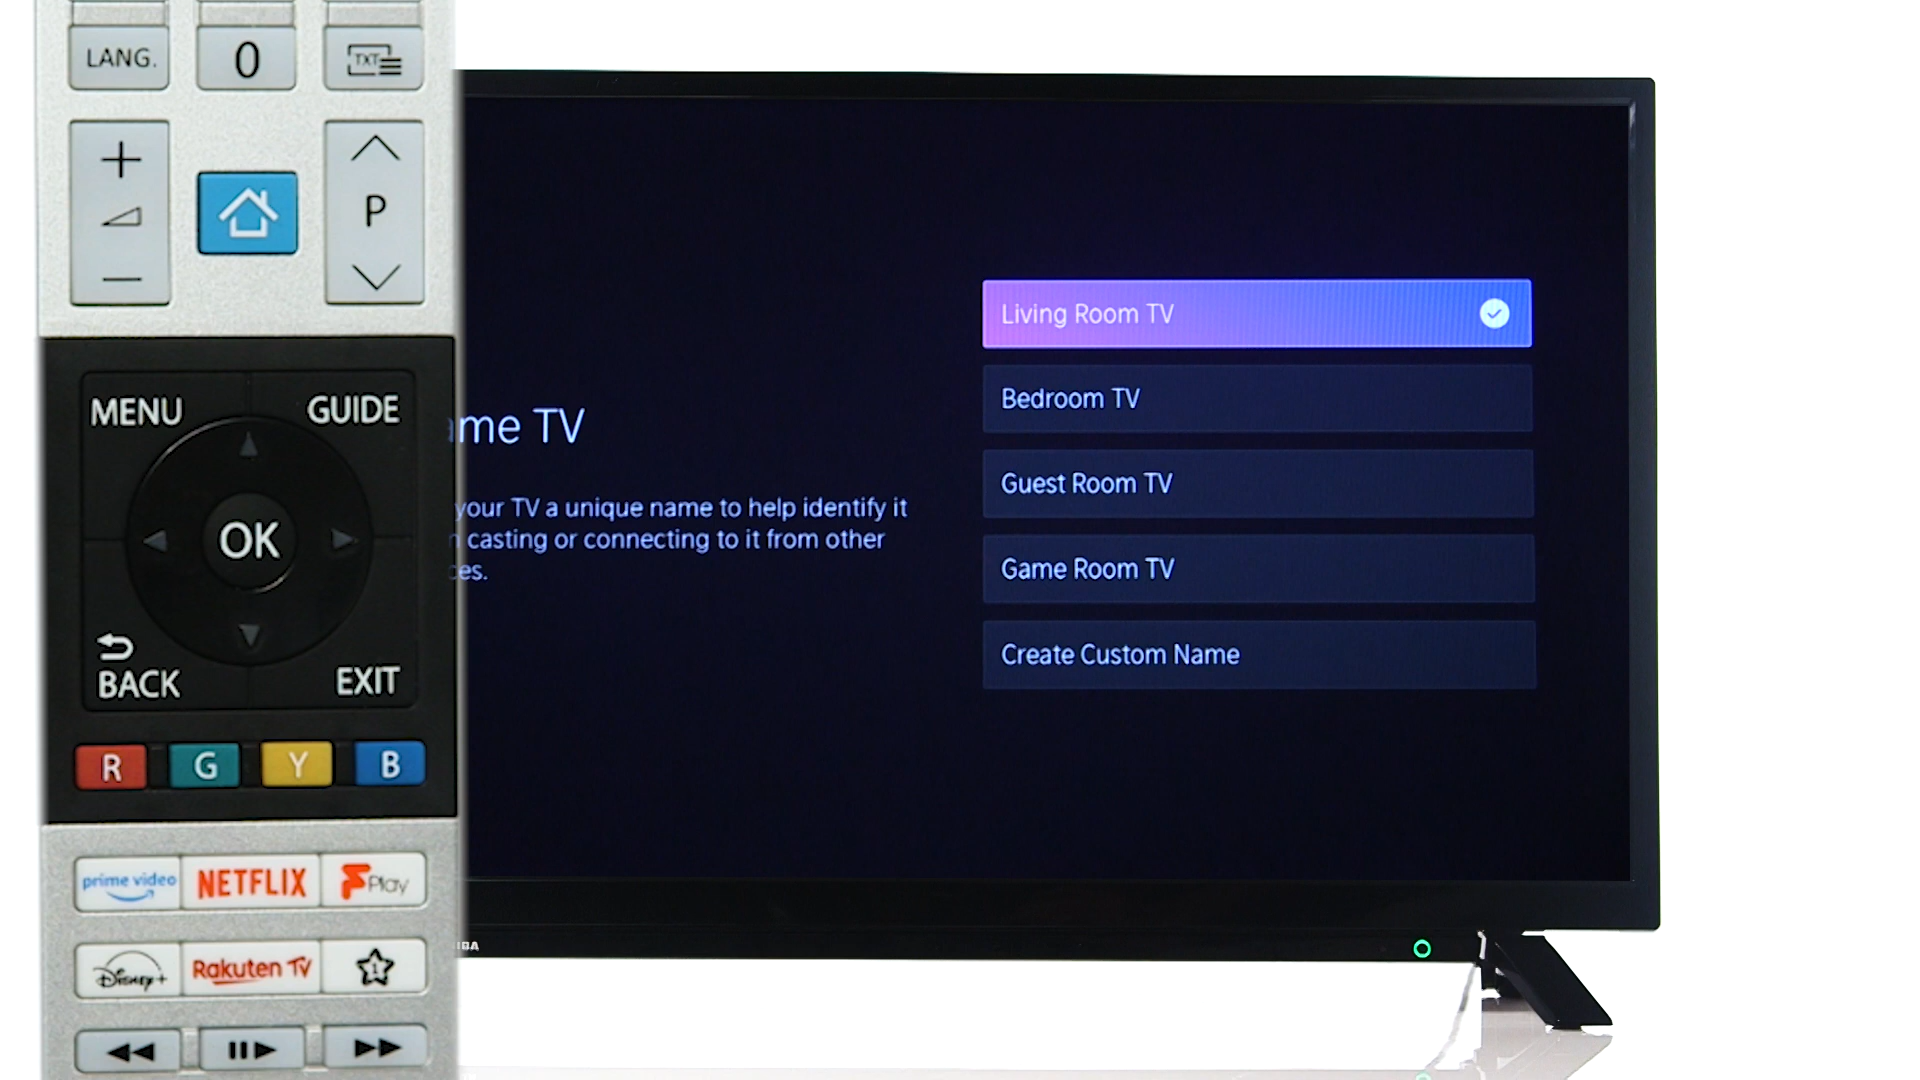 LANG.
0
TXT
P
MENU
GUIDE
OK
BACK
EXIT
R
G
Y
B
prime video
NETFLIX
Play
Disney+
Rakuten TV
1
TV
your TV a unique name to help identify it
casting or connecting to it from other
Living Room TV
Bedroom TV
Guest Room TV
Game Room TV
Create Custom Name